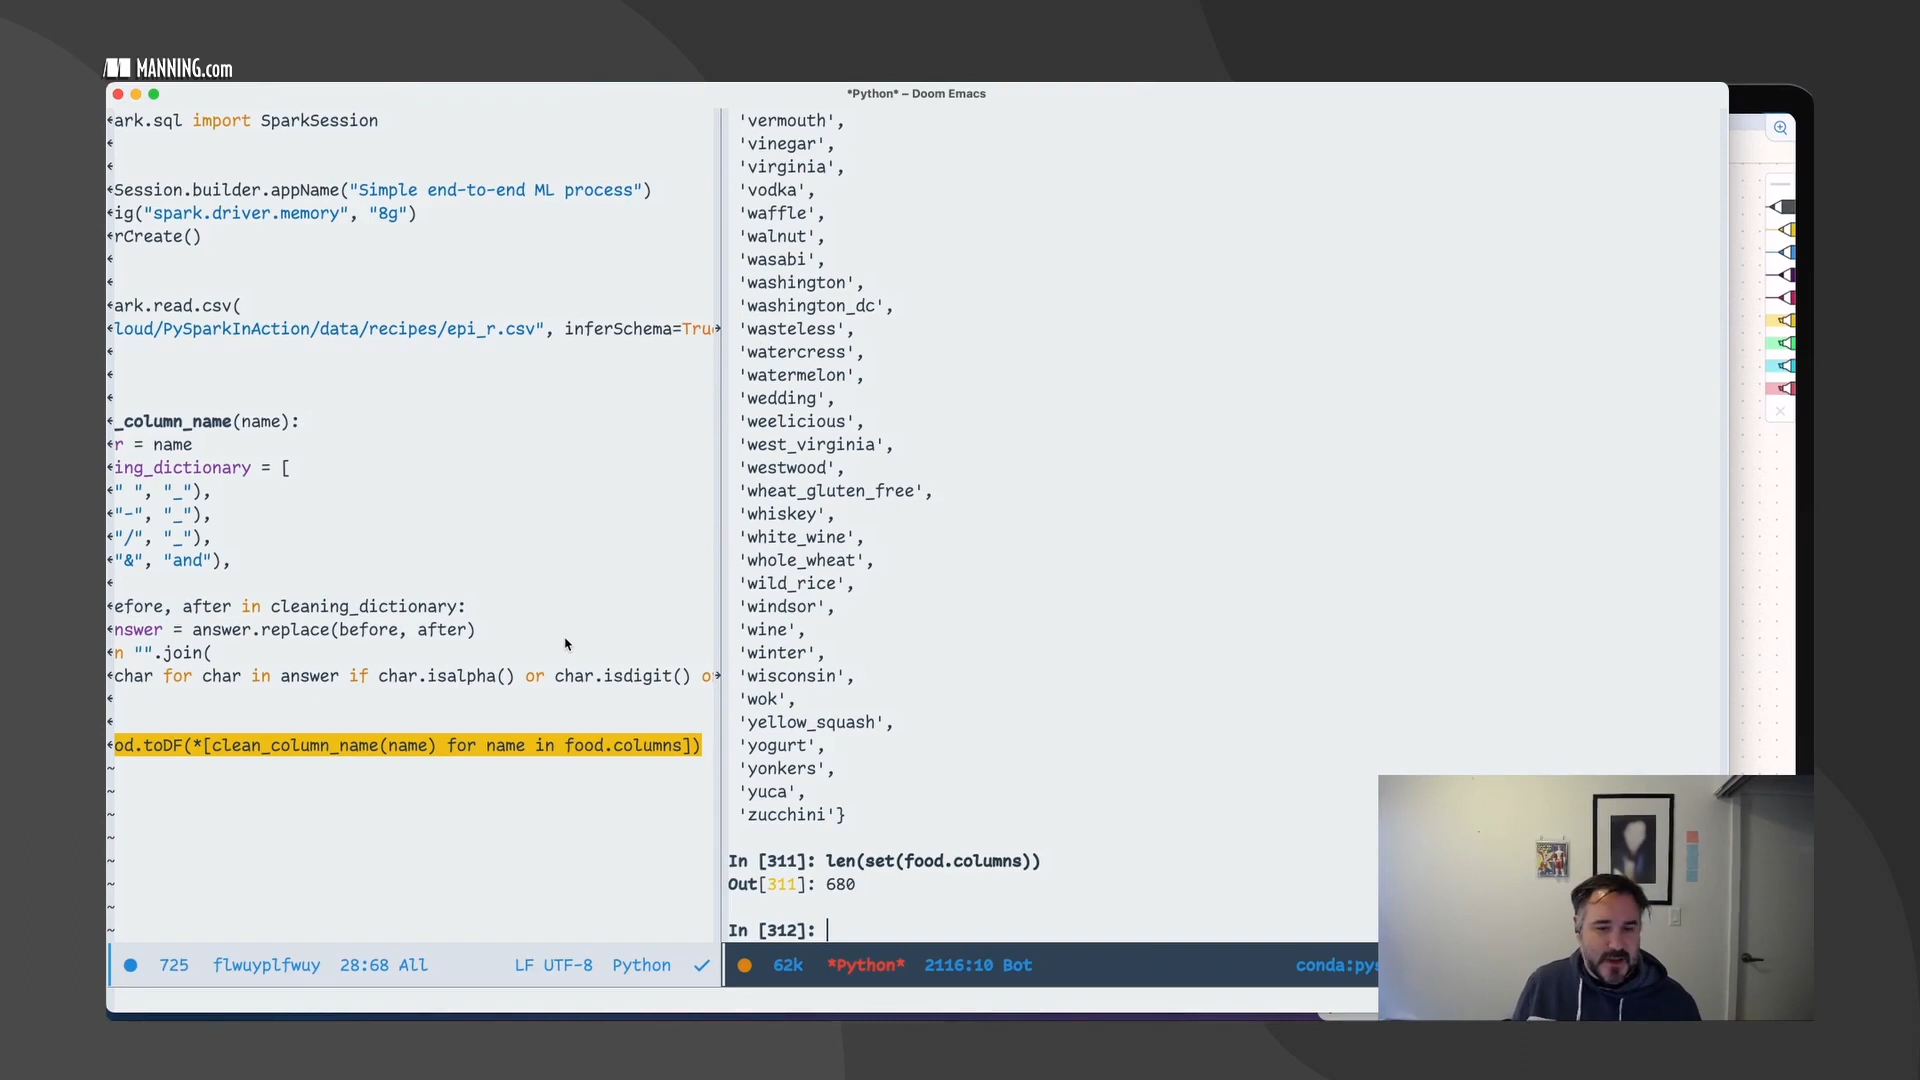 MANNING.com
*Python* – Doom Emacs
ark.sql import SparkSession
Session.builder.appName("Simple end-to-end ML process")
ig("spark.driver.memory", "8g")
rCreate()
ark.read.csv(
loud/PySparkInAction/data/recipes/epi_r.csv", inferSchema=Tru
_column_name(name):
r = name
ing_dictionary = [
" ", "_"),
"-", "_"),
"/", "_"),
"&", "and"),
efore, after in cleaning_dictionary:
nswer = answer.replace(before, after)
n "".join(
char for char in answer if char.isalpha() or char.isdigit() o
od.toDF(*[clean_column_name(name) for name in food.columns])
~
~
~
~
~
~
~
~
725 flwuyplfwuy 28:68 All LF UTF-8 Python
'vermouth',
'vinegar',
'virginia',
'vodka',
'waffle',
'walnut',
'wasabi',
'washington',
'washington_dc',
'wasteless',
'watercress',
'watermelon',
'wedding',
'weelicious',
'west_virginia',
'westwood',
'wheat_gluten_free',
'whiskey',
'white_wine',
'whole_wheat',
'wild_rice',
'windsor',
'wine',
'winter',
'wisconsin',
'wok',
'yellow_squash',
'yogurt',
'yonkers',
'yuca',
'zucchini'}
In [311]: len(set(food.columns))
Out[311]: 680
In [312]:
62k *Python* 2116:10 Bot conda:pys